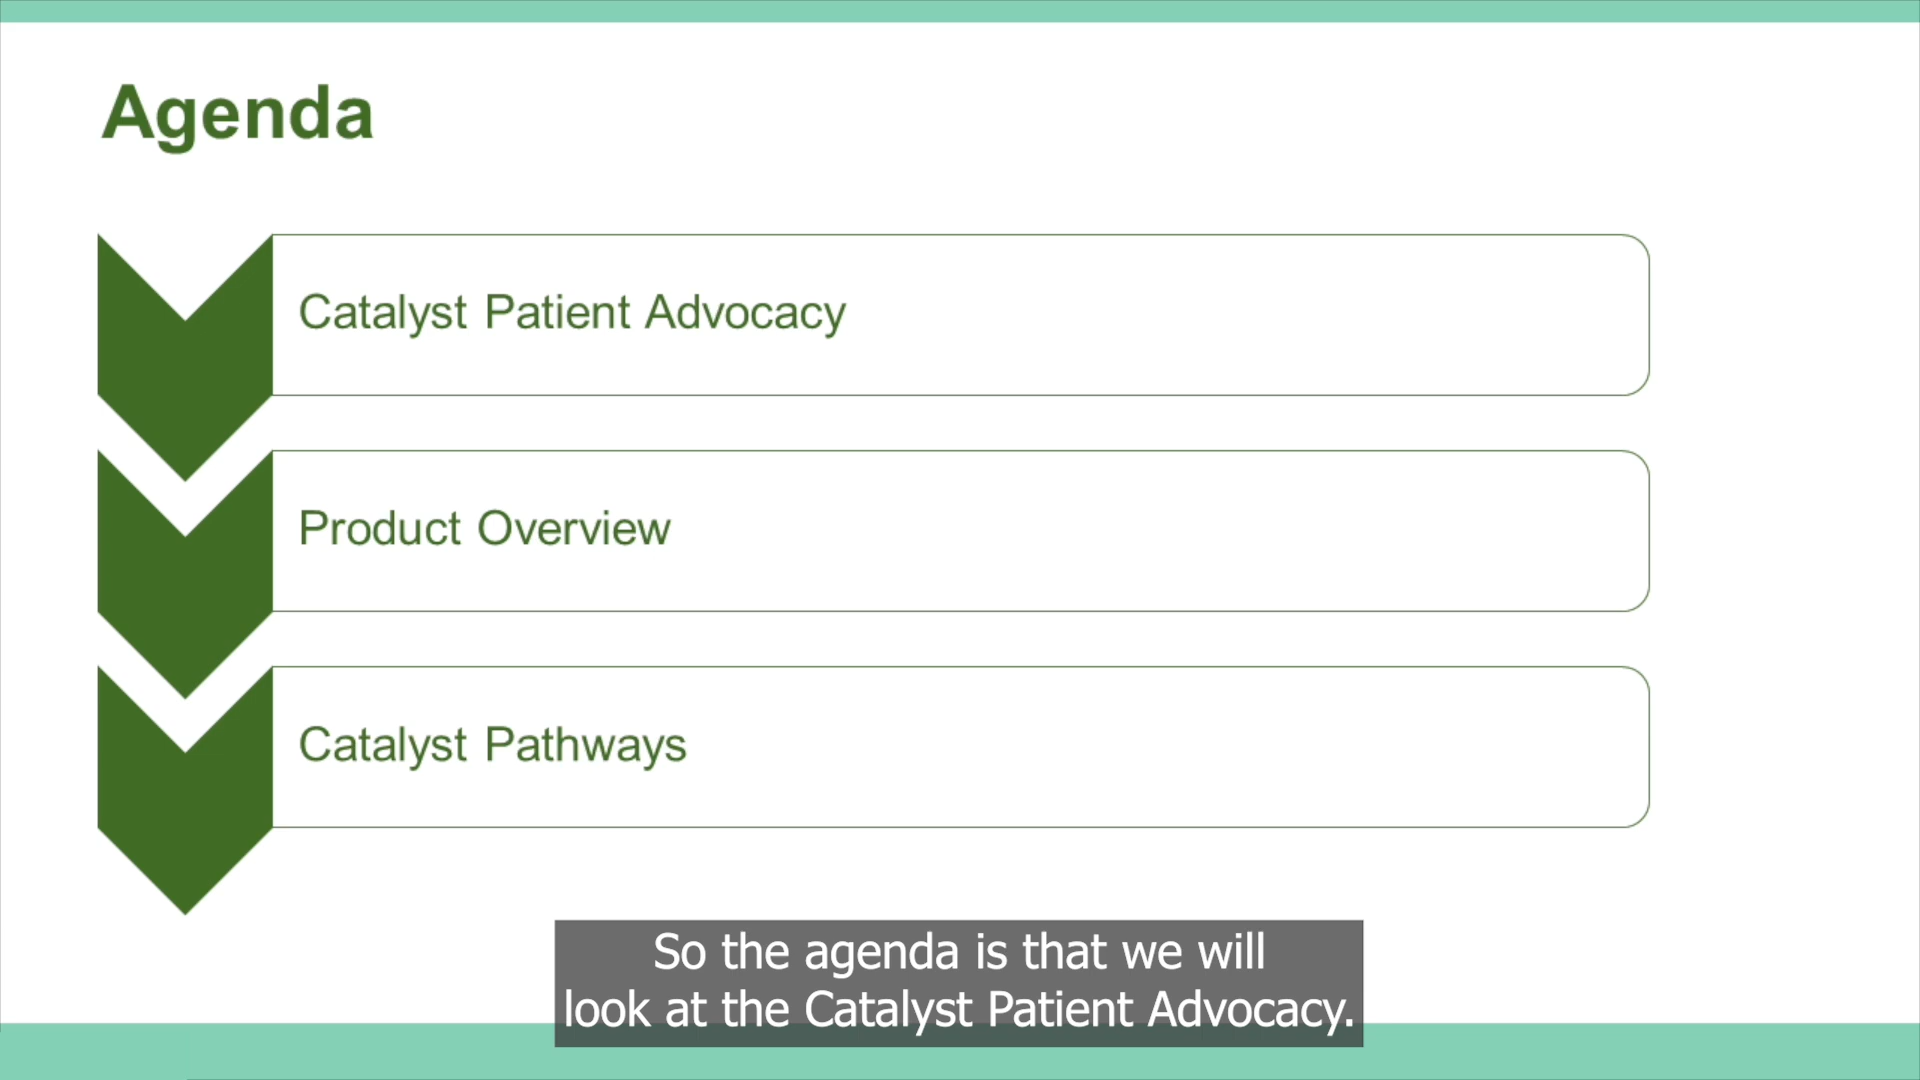 Agenda
Catalyst Patient Advocacy
Product Overview
Catalyst Pathways
So the agenda is that we will
look at the Catalyst Patient Advocacy.